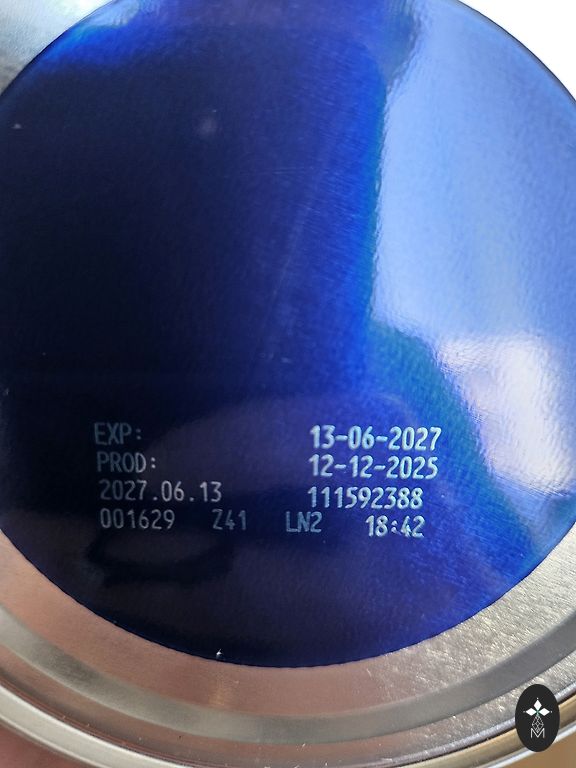 EXP: 13-06-2027
PROD: 12-12-2025
2027.06.13 111592388
001629 Z41 LN2 18:42